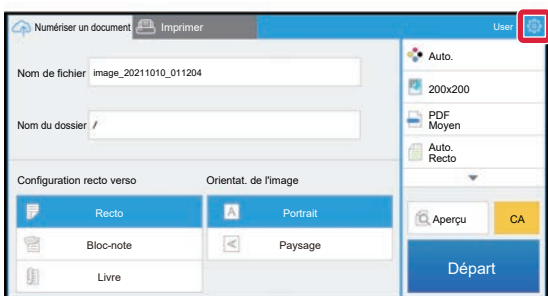 Numériser un document
Imprimer
User
Nom de fichier
image_20211010_011204
Nom du dossier
/
Configuration recto verso
Orientat. de l'image
Recto
A
Portrait
Bloc-note
A
Paysage
Livre
Auto.
200x200
PDF
Moyen
Auto.
Recto
Aperçu
CA
Départ